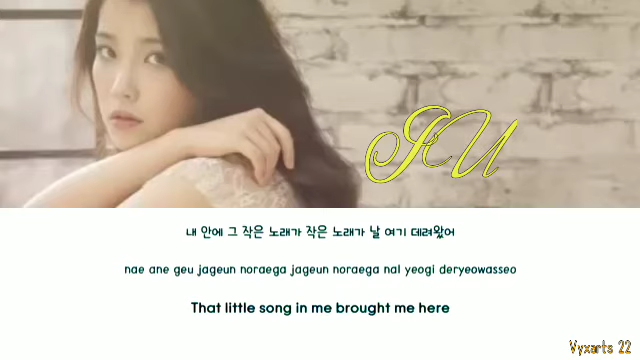 IU
내 안에 그 작은 노래가 작은 노래가 날 여기 데려왔어
nae ane geu jageun noraega jageun noraega nal yeogi deryeowasseo
That little song in me brought me here
Vyxarts 22